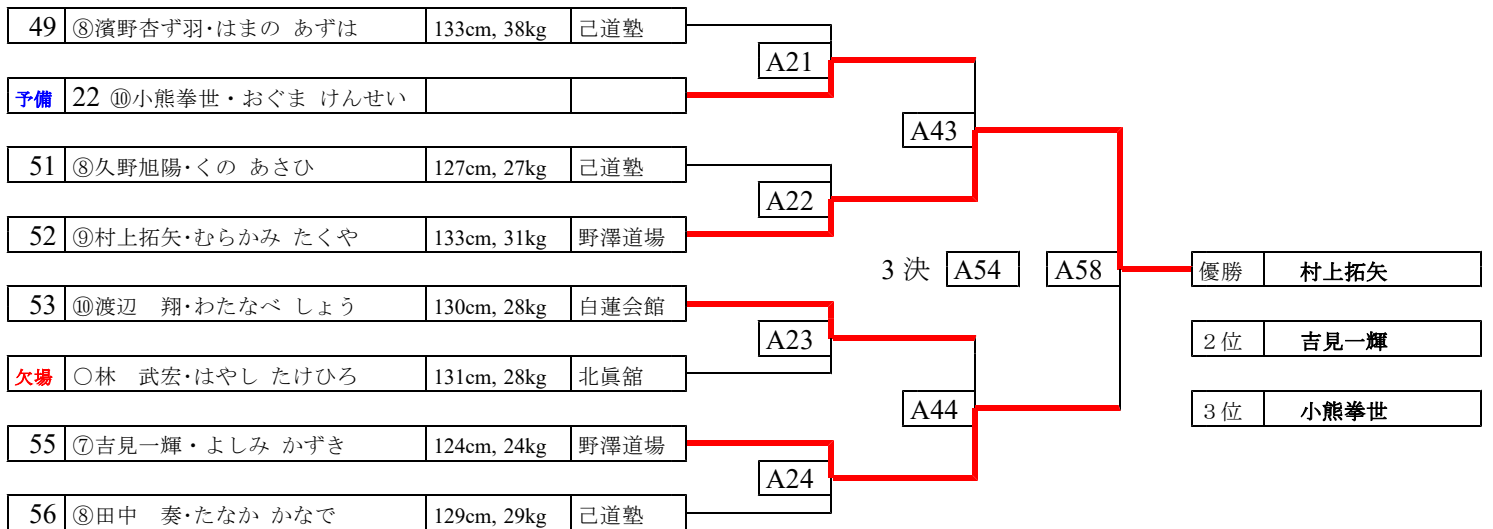 49 ⑧濱野杏ず羽・はまの あずは 133cm, 38kg 己道塾
A21
予備 22 ⑩小熊拳世・おぐま けんせい
A43
51 ⑧久野旭陽・くの あさひ 127cm, 27kg 己道塾
A22
52 ⑨村上拓矢・むらかみ たくや 133cm, 31kg 野澤道場
3 決 A54 A58 優勝 村上拓矢
53 ⑩渡辺　翔・わたなべ しょう 130cm, 28kg 白蓮会館
A23 2位 吉見一輝
欠場 ○林　武宏・はやし たけひろ 131cm, 28kg 北眞舘
A44 3位 小熊拳世
55 ⑦吉見一輝・よしみ かずき 124cm, 24kg 野澤道場
A24
56 ⑧田中　奏・たなか かなで 129cm, 29kg 己道塾